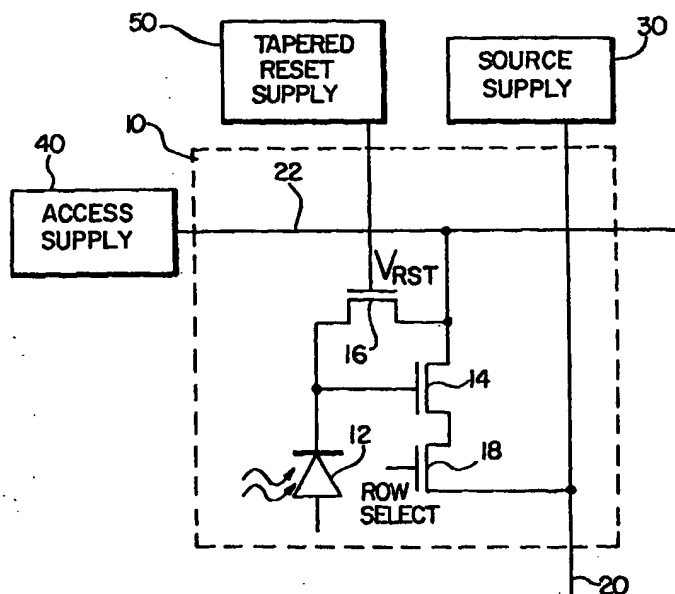 50
TAPERED
RESET
SUPPLY
30
SOURCE
SUPPLY
10
40
ACCESS
SUPPLY
22
VRST
16
14
12
18
ROW
SELECT
20